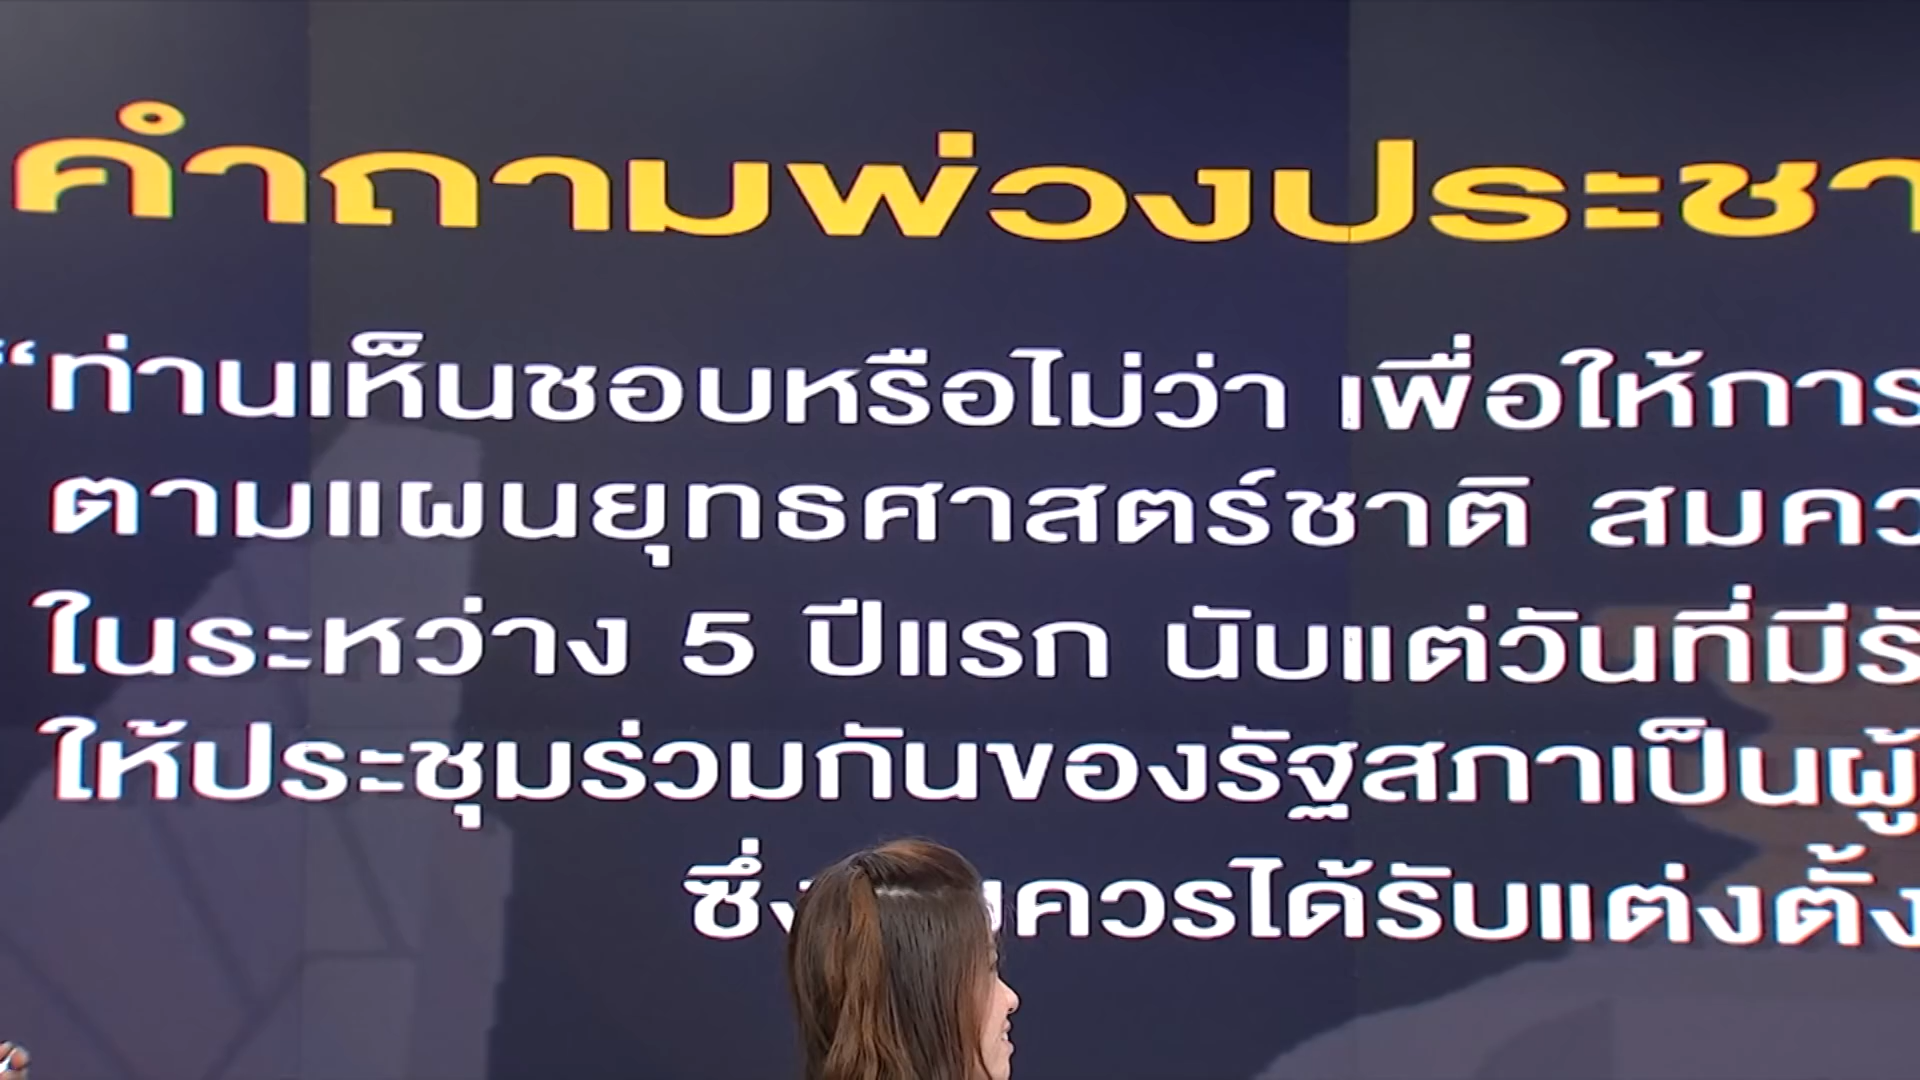 คำถามพ่วงประชา
“ท่านเห็นชอบหรือไม่ว่า เพื่อให้การ
ตามแผนยุทธศาสตร์ชาติ สมคว
ในระหว่าง 5 ปีแรก นับแต่วันที่มีรั
ให้ประชุมร่วมกันของรัฐสภาเป็นผู้
ซึ่ง ควรได้รับแต่งตั้ง